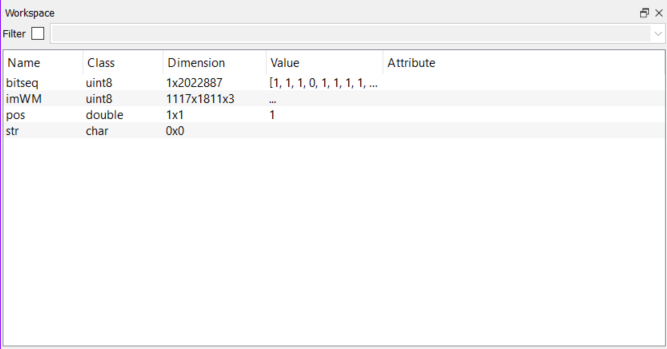 Workspace
Filter
Name Class Dimension Value Attribute
bitseq uint8 1x2022887 [1, 1, 1, 0, 1, 1, 1, 1, ...
imWM uint8 1117x1811x3 ...
pos double 1x1 1
str char 0x0